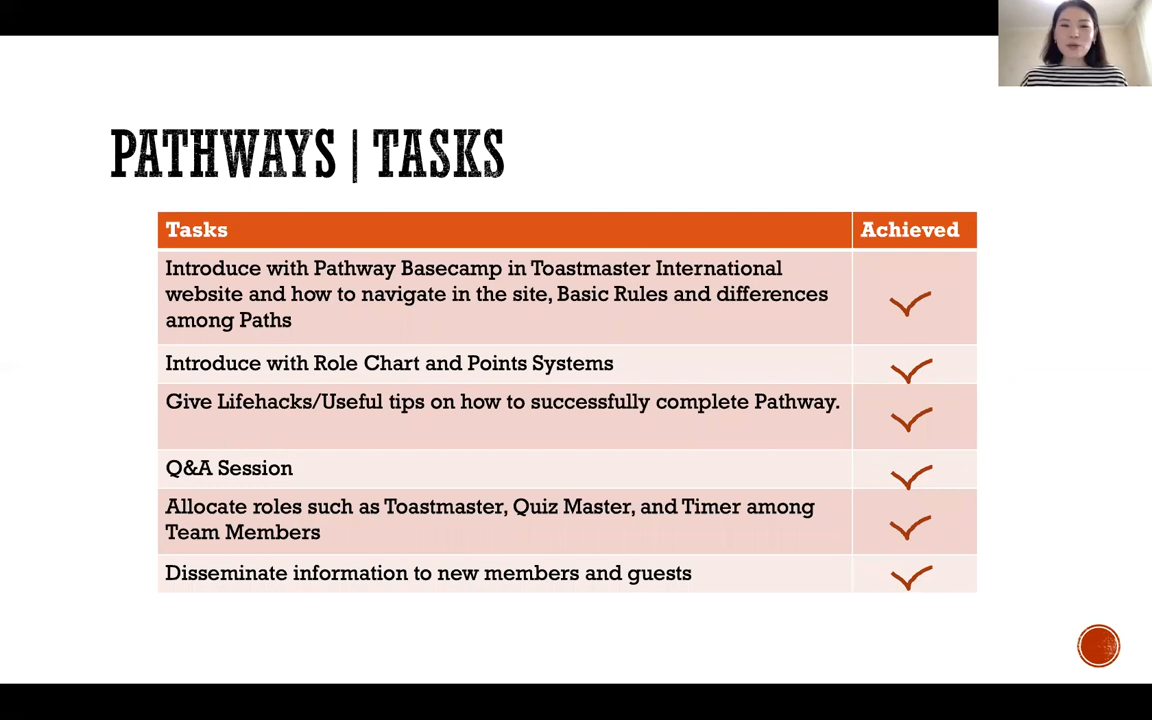 PATHWAYS | TASKS
Tasks
Achieved
Introduce with Pathway Basecamp in Toastmaster International
website and how to navigate in the site, Basic Rules and differences
among Paths
Introduce with Role Chart and Points Systems
Give Lifehacks/Useful tips on how to successfully complete Pathway.
Q&A Session
Allocate roles such as Toastmaster, Quiz Master, and Timer among
Team Members
Disseminate information to new members and guests